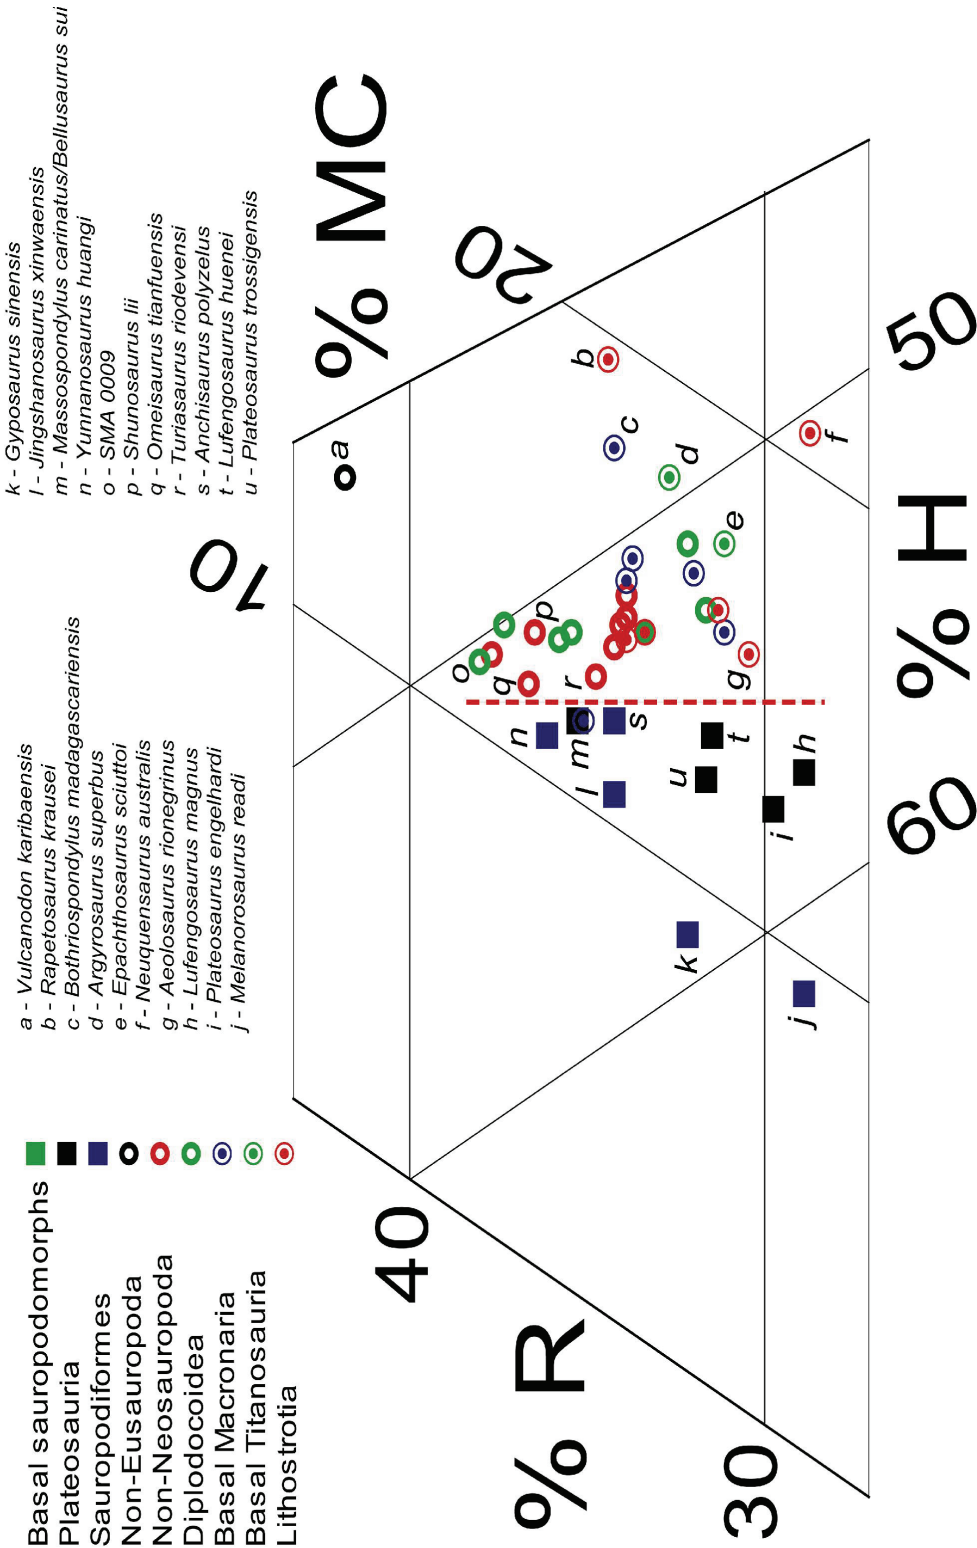 Basal sauropodomorphs
Plateosauria
Sauropodiformes
Non-Eusauropoda
Non-Neosauropoda
Diplodocoidea
Basal Macronaria
Basal Titanosauria
Lithostrotia
a - Vulcanodon karibaensis
b - Rapetosaurus krausei
c - Bothriospondylus madagascariensis
d - Argyrosaurus superbus
e - Epachthosaurus sciuttoi
f - Neuquensaurus australis
g - Aeolosaurus rionegrinus
h - Lufengosaurus magnus
i - Plateosaurus engelhardi
j - Melanorosaurus readi
k - Gyposaurus sinensis
l - Jingshanosaurus xinwaensis
m - Massospondylus carinatus/Bellusaurus sui
n - Yunnanosaurus huangi
o - SMA 0009
p - Shunosaurus lii
q - Omeisaurus tianfuensis
r - Turiasaurus riodevensi
s - Anchisaurus polyzelus
t - Lufengosaurus huenei
u - Plateosaurus trossigensis
% MC
10
20
% R
40
30
% H
60
50
a
b
c
d
e
f
g
h
i
j
k
l
m
n
o
p
q
r
s
t
u